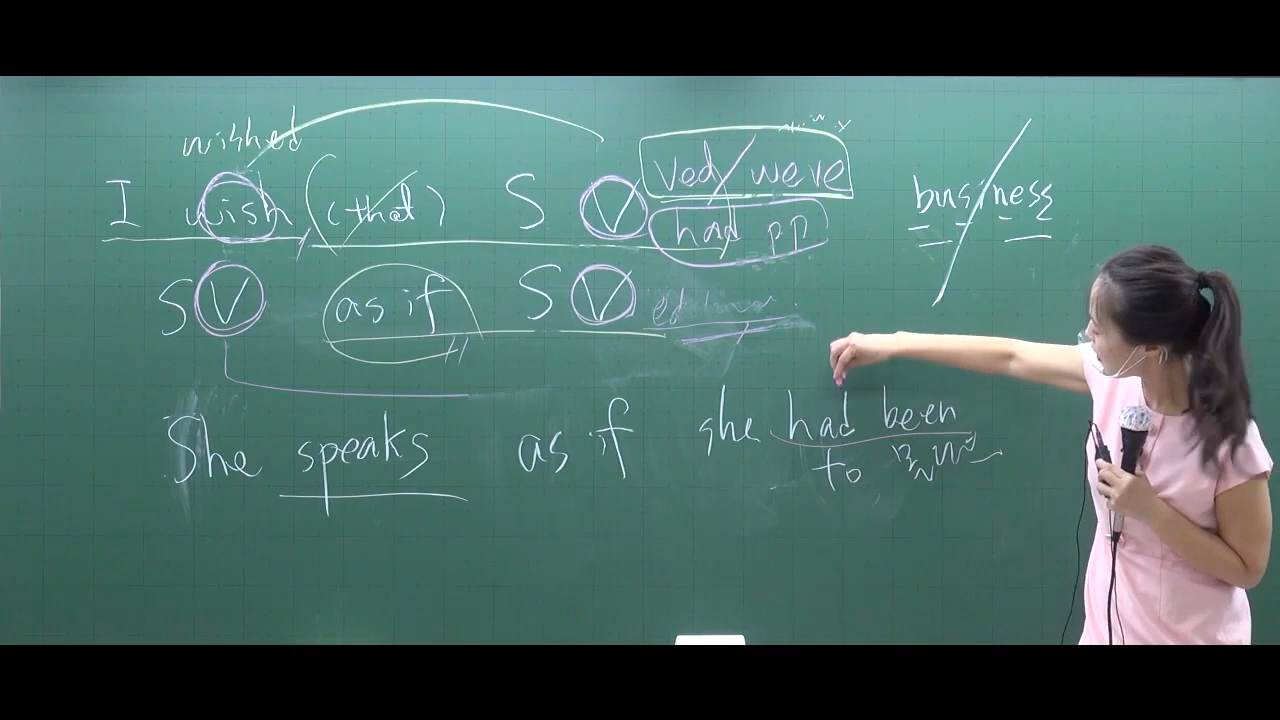 wished
I wish (that) S V ved/were
had pp
business
S V as if S V
She speaks as if she had been
to